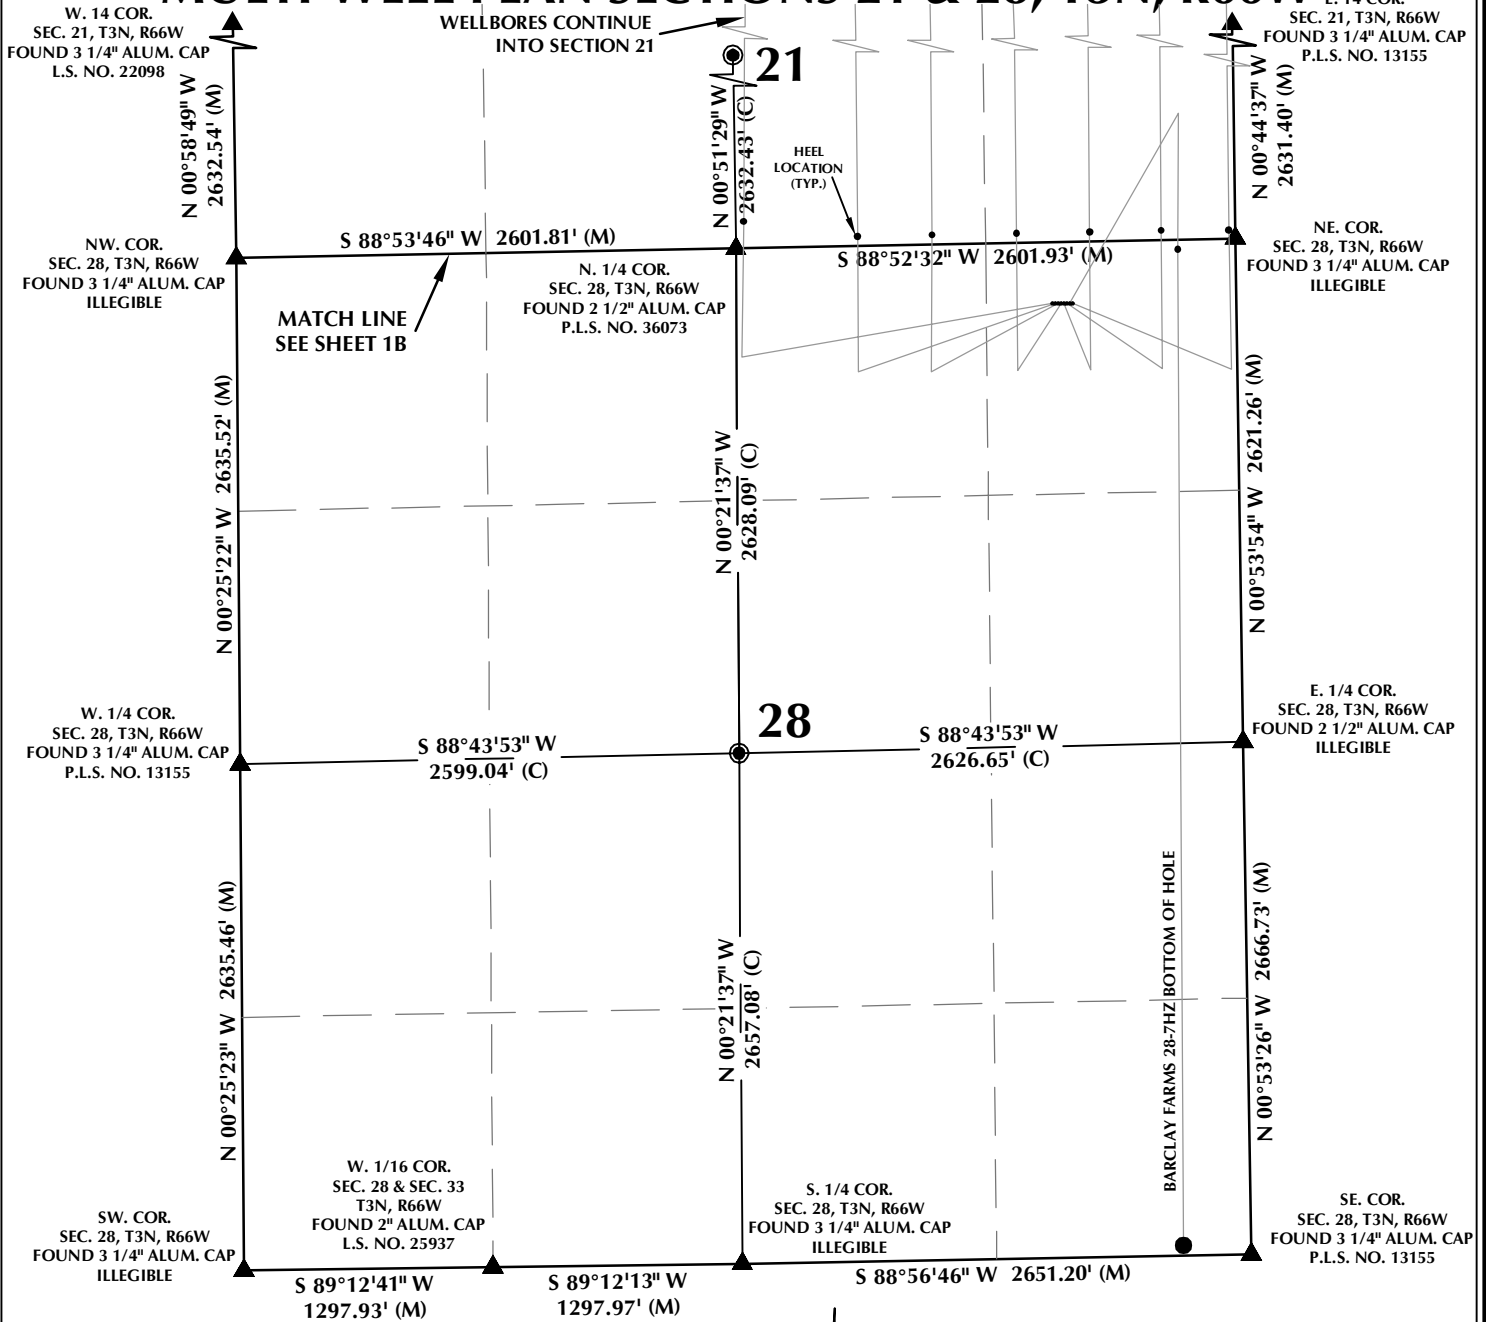 MULTI-WELL PLAN SECTIONS 21 & 28, T3N, R66W
W. 14 COR.
SEC. 21, T3N, R66W
FOUND 3 1/4" ALUM. CAP
L.S. NO. 22098
WELLBORES CONTINUE
INTO SECTION 21
21
E. 14 COR.
SEC. 21, T3N, R66W
FOUND 3 1/4" ALUM. CAP
P.L.S. NO. 13155
N 00°58'49" W
2632.54' (M)
N 00°51'29" W
2632.43' (C)
HEEL
LOCATION
(TYP.)
N 00°44'37" W
2631.40' (M)
NW. COR.
SEC. 28, T3N, R66W
FOUND 3 1/4" ALUM. CAP
ILLEGIBLE
S 88°53'46" W 2601.81' (M)
N. 1/4 COR.
SEC. 28, T3N, R66W
FOUND 2 1/2" ALUM. CAP
P.L.S. NO. 36073
S 88°52'32" W 2601.93' (M)
NE. COR.
SEC. 28, T3N, R66W
FOUND 3 1/4" ALUM. CAP
ILLEGIBLE
MATCH LINE
SEE SHEET 1B
N 00°25'22" W 2635.52' (M)
N 00°21'37" W
2628.09' (C)
N 00°53'54" W 2621.26' (M)
W. 1/4 COR.
SEC. 28, T3N, R66W
FOUND 3 1/4" ALUM. CAP
P.L.S. NO. 13155
S 88°43'53" W
2599.04' (C)
28
S 88°43'53" W
2626.65' (C)
E. 1/4 COR.
SEC. 28, T3N, R66W
FOUND 2 1/2" ALUM. CAP
ILLEGIBLE
N 00°25'23" W 2635.46' (M)
N 00°21'37" W
2657.08' (C)
BARCLAY FARMS 28-7HZ BOTTOM OF HOLE
N 00°53'26" W 2666.73' (M)
SW. COR.
SEC. 28, T3N, R66W
FOUND 3 1/4" ALUM. CAP
ILLEGIBLE
W. 1/16 COR.
SEC. 28 & SEC. 33
T3N, R66W
FOUND 2" ALUM. CAP
L.S. NO. 25937
S. 1/4 COR.
SEC. 28, T3N, R66W
FOUND 3 1/4" ALUM. CAP
ILLEGIBLE
SE. COR.
SEC. 28, T3N, R66W
FOUND 3 1/4" ALUM. CAP
P.L.S. NO. 13155
S 89°12'41" W
1297.93' (M)
S 89°12'13" W
1297.97' (M)
S 88°56'46" W 2651.20' (M)